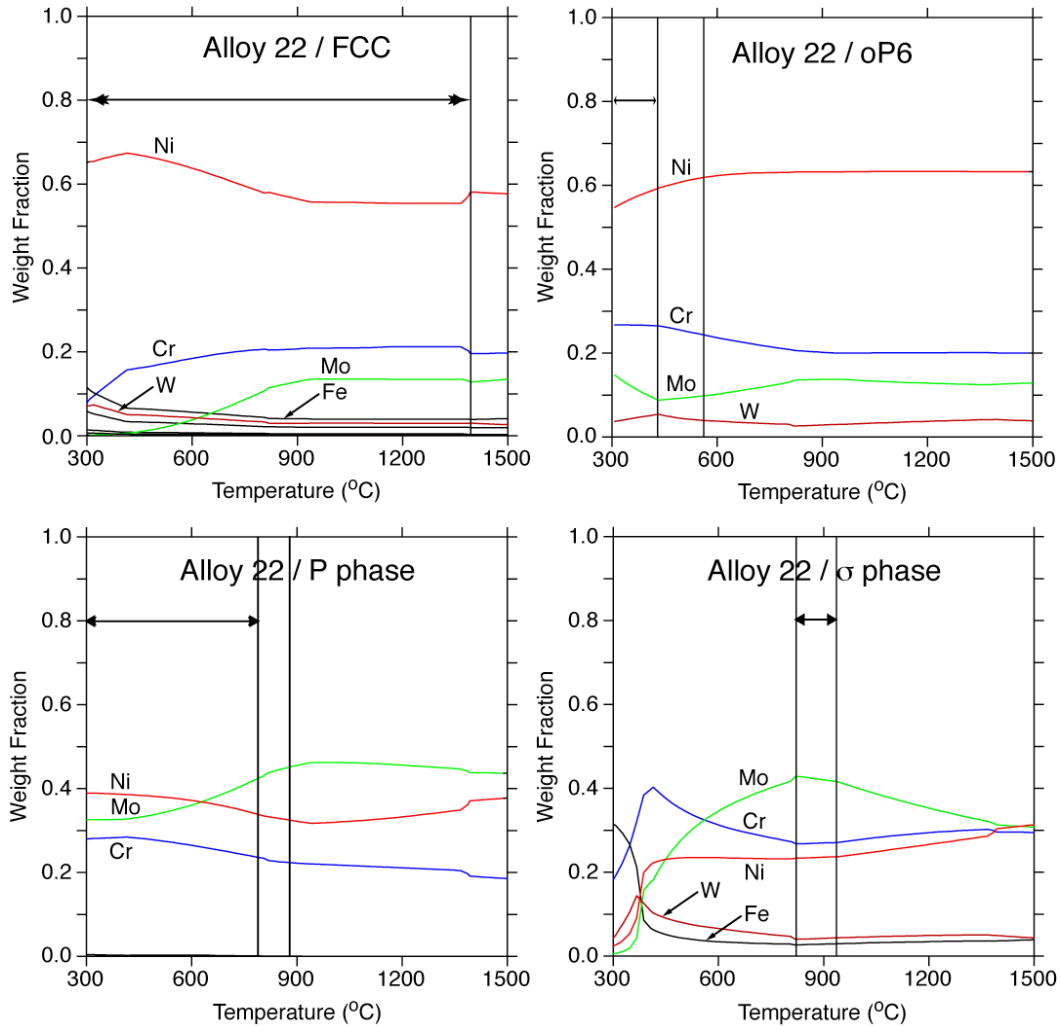 Alloy 22 / FCC
Weight Fraction
1.0
0.8
0.6
0.4
0.2
0.0
Ni
Cr
W
Mo
Fe
300 600 900 1200 1500
Temperature (°C)
Alloy 22 / oP6
Weight Fraction
1.0
0.8
0.6
0.4
0.2
0.0
Ni
Cr
Mo
W
300 600 900 1200 1500
Temperature (°C)
Alloy 22 / P phase
Weight Fraction
1.0
0.8
0.6
0.4
0.2
0.0
Ni
Mo
Cr
300 600 900 1200 1500
Temperature (°C)
Alloy 22 / σ phase
Weight Fraction
1.0
0.8
0.6
0.4
0.2
0.0
Mo
Cr
Ni
W
Fe
300 600 900 1200 1500
Temperature (°C)